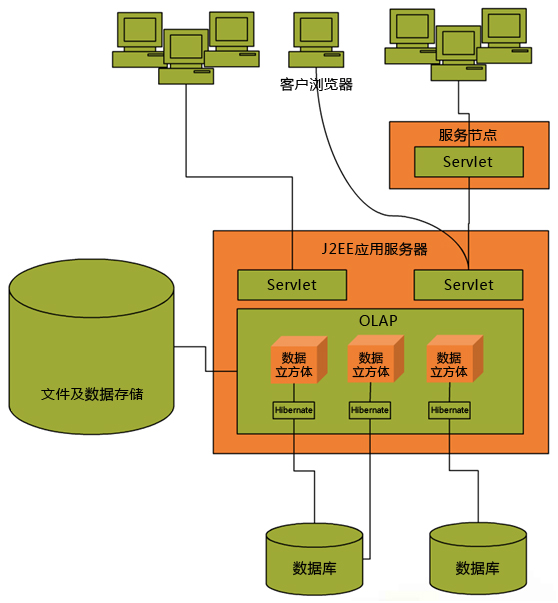 客户浏览器
服务节点
Servlet
J2EE应用服务器
Servlet
Servlet
OLAP
数据
立方体
数据
立方体
数据
立方体
文件及数据存储
Hibernate
Hibernate
Hibernate
数据库
数据库